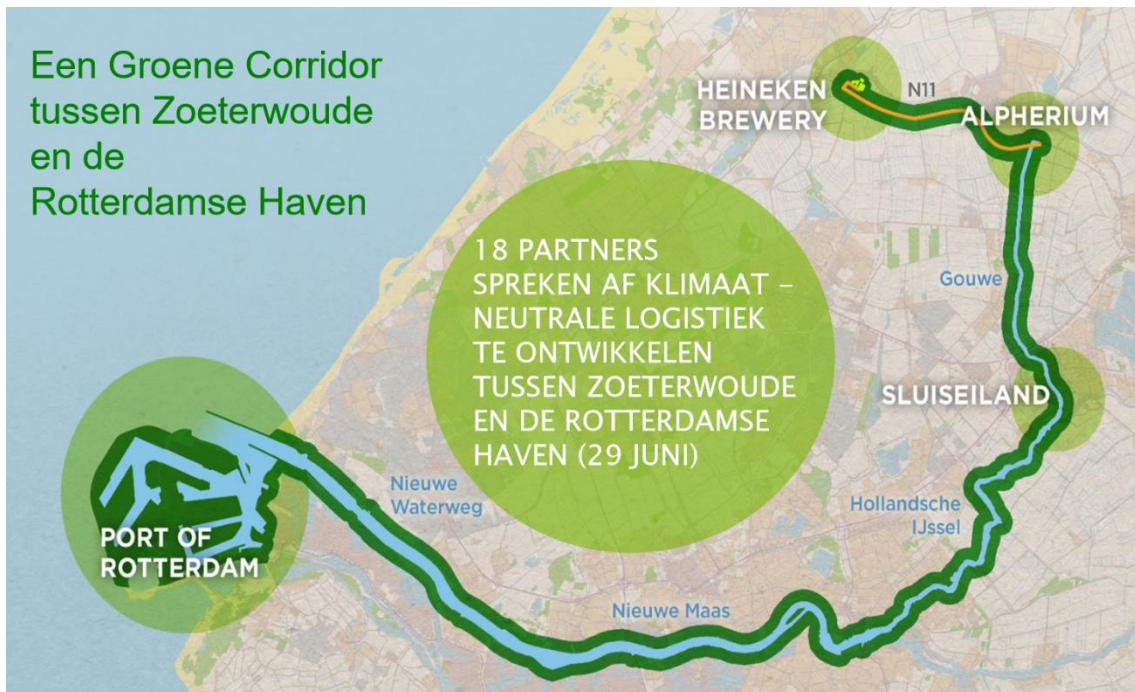 Een Groene Corridor
tussen Zoeterwoude
en de
Rotterdamse Haven
HEINEKEN
BREWERY
N11
ALPHERIUM
18 PARTNERS
SPREKEN AF KLIMAAT –
NEUTRALE LOGISTIEK
TE ONTWIKKELEN
TUSSEN ZOETERWOUDE
EN DE ROTTERDAMSE
HAVEN (29 JUNI)
Gouwe
SLUISEILAND
Nieuwe
Waterweg
Hollandsche
IJssel
PORT OF
ROTTERDAM
Nieuwe Maas